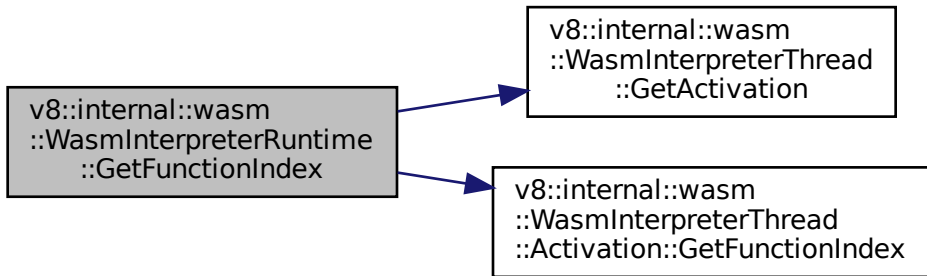 v8::internal::wasm
::WasmInterpreterRuntime
::GetFunctionIndex
v8::internal::wasm
::WasmInterpreterThread
::GetActivation
v8::internal::wasm
::WasmInterpreterThread
::Activation::GetFunctionIndex